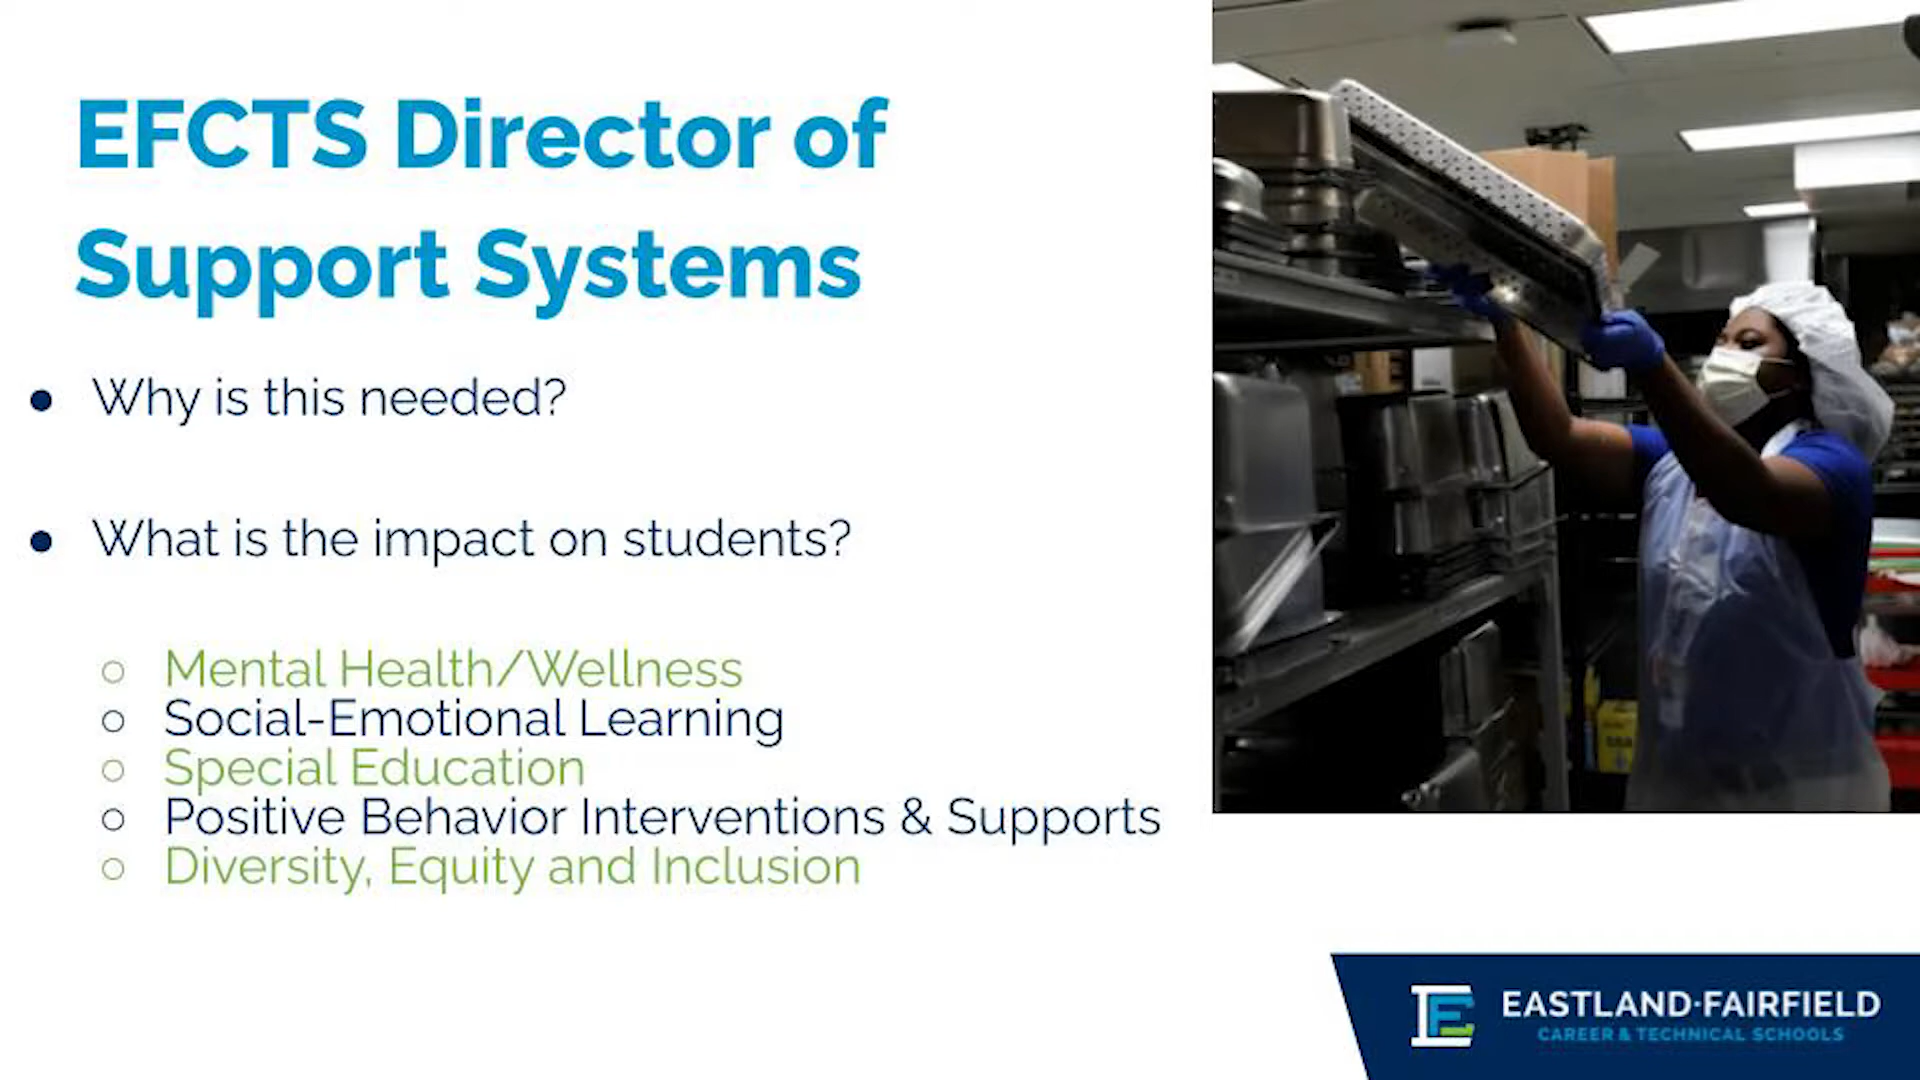 EFCTS Director of
Support Systems
● Why is this needed?
● What is the impact on students?
○ Mental Health/Wellness
○ Social-Emotional Learning
○ Special Education
○ Positive Behavior Interventions & Supports
○ Diversity, Equity and Inclusion
EASTLAND·FAIRFIELD
CAREER & TECHNICAL SCHOOLS